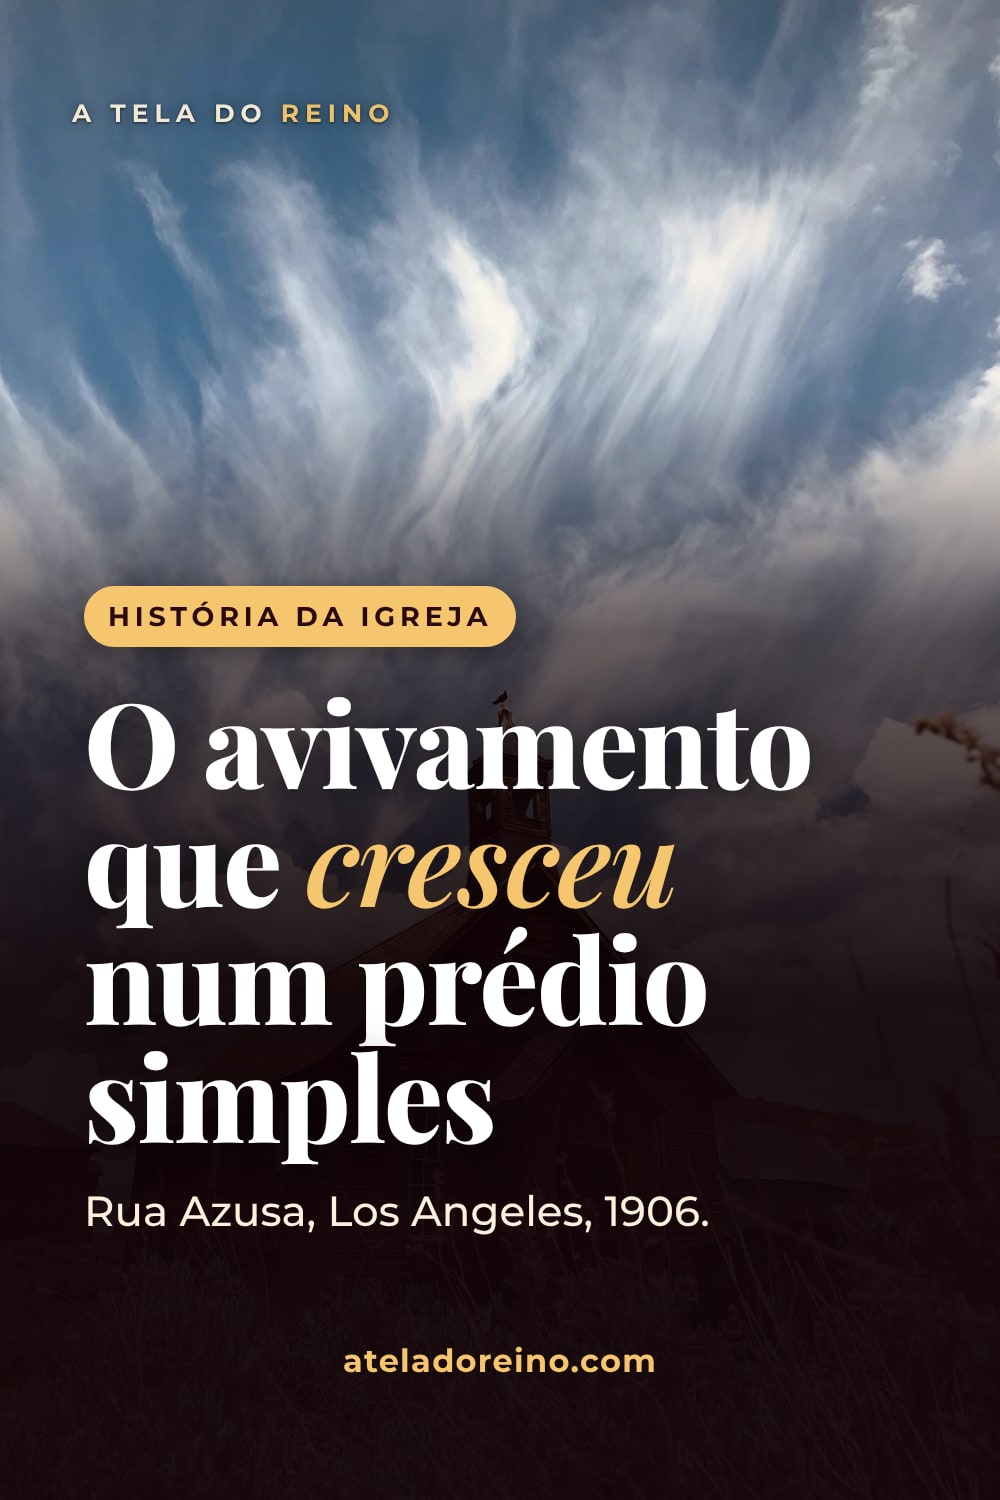 A TELA DO REINO
HISTÓRIA DA IGREJA
O avivamento
que cresceu
num prédio
simples
Rua Azusa, Los Angeles, 1906.
ateladoreino.com